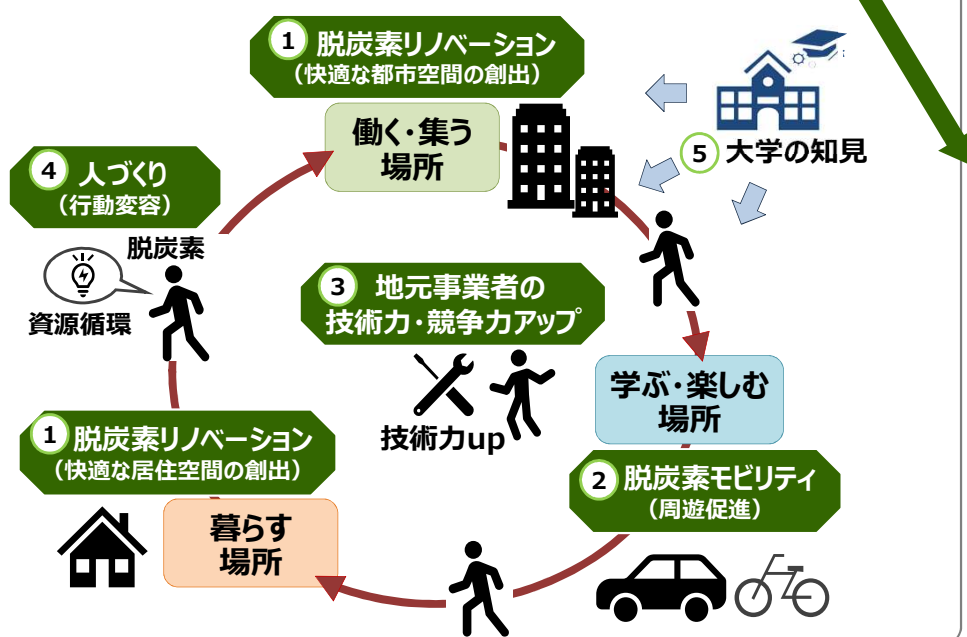 ① 脱炭素リノベーション
（快適な都市空間の創出）
働く・集う
場所
⑤ 大学の知見
④ 人づくり
（行動変容）
脱炭素
資源循環
③ 地元事業者の
技術力・競争力アップ
技術力up
学ぶ・楽しむ
場所
① 脱炭素リノベーション
（快適な居住空間の創出）
暮らす
場所
② 脱炭素モビリティ
（周遊促進）